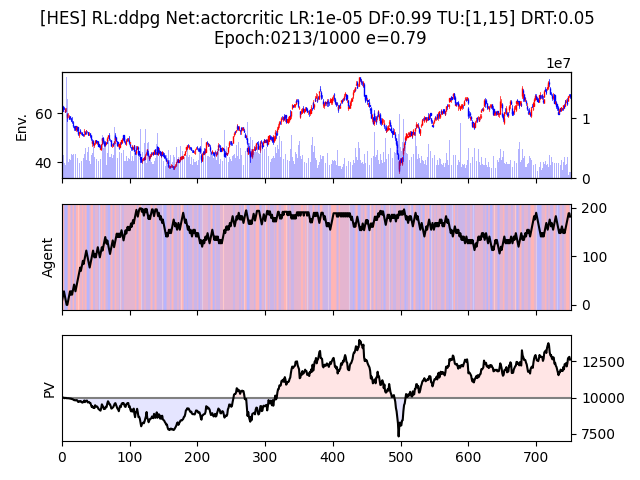 [HES] RL:ddpg Net:actorcritic LR:1e-05 DF:0.99 TU:[1,15] DRT:0.05
Epoch:0213/1000 e=0.79
1e7
Env.
60
40
1
0
Agent
200
100
0
PV
12500
10000
7500
0 100 200 300 400 500 600 700